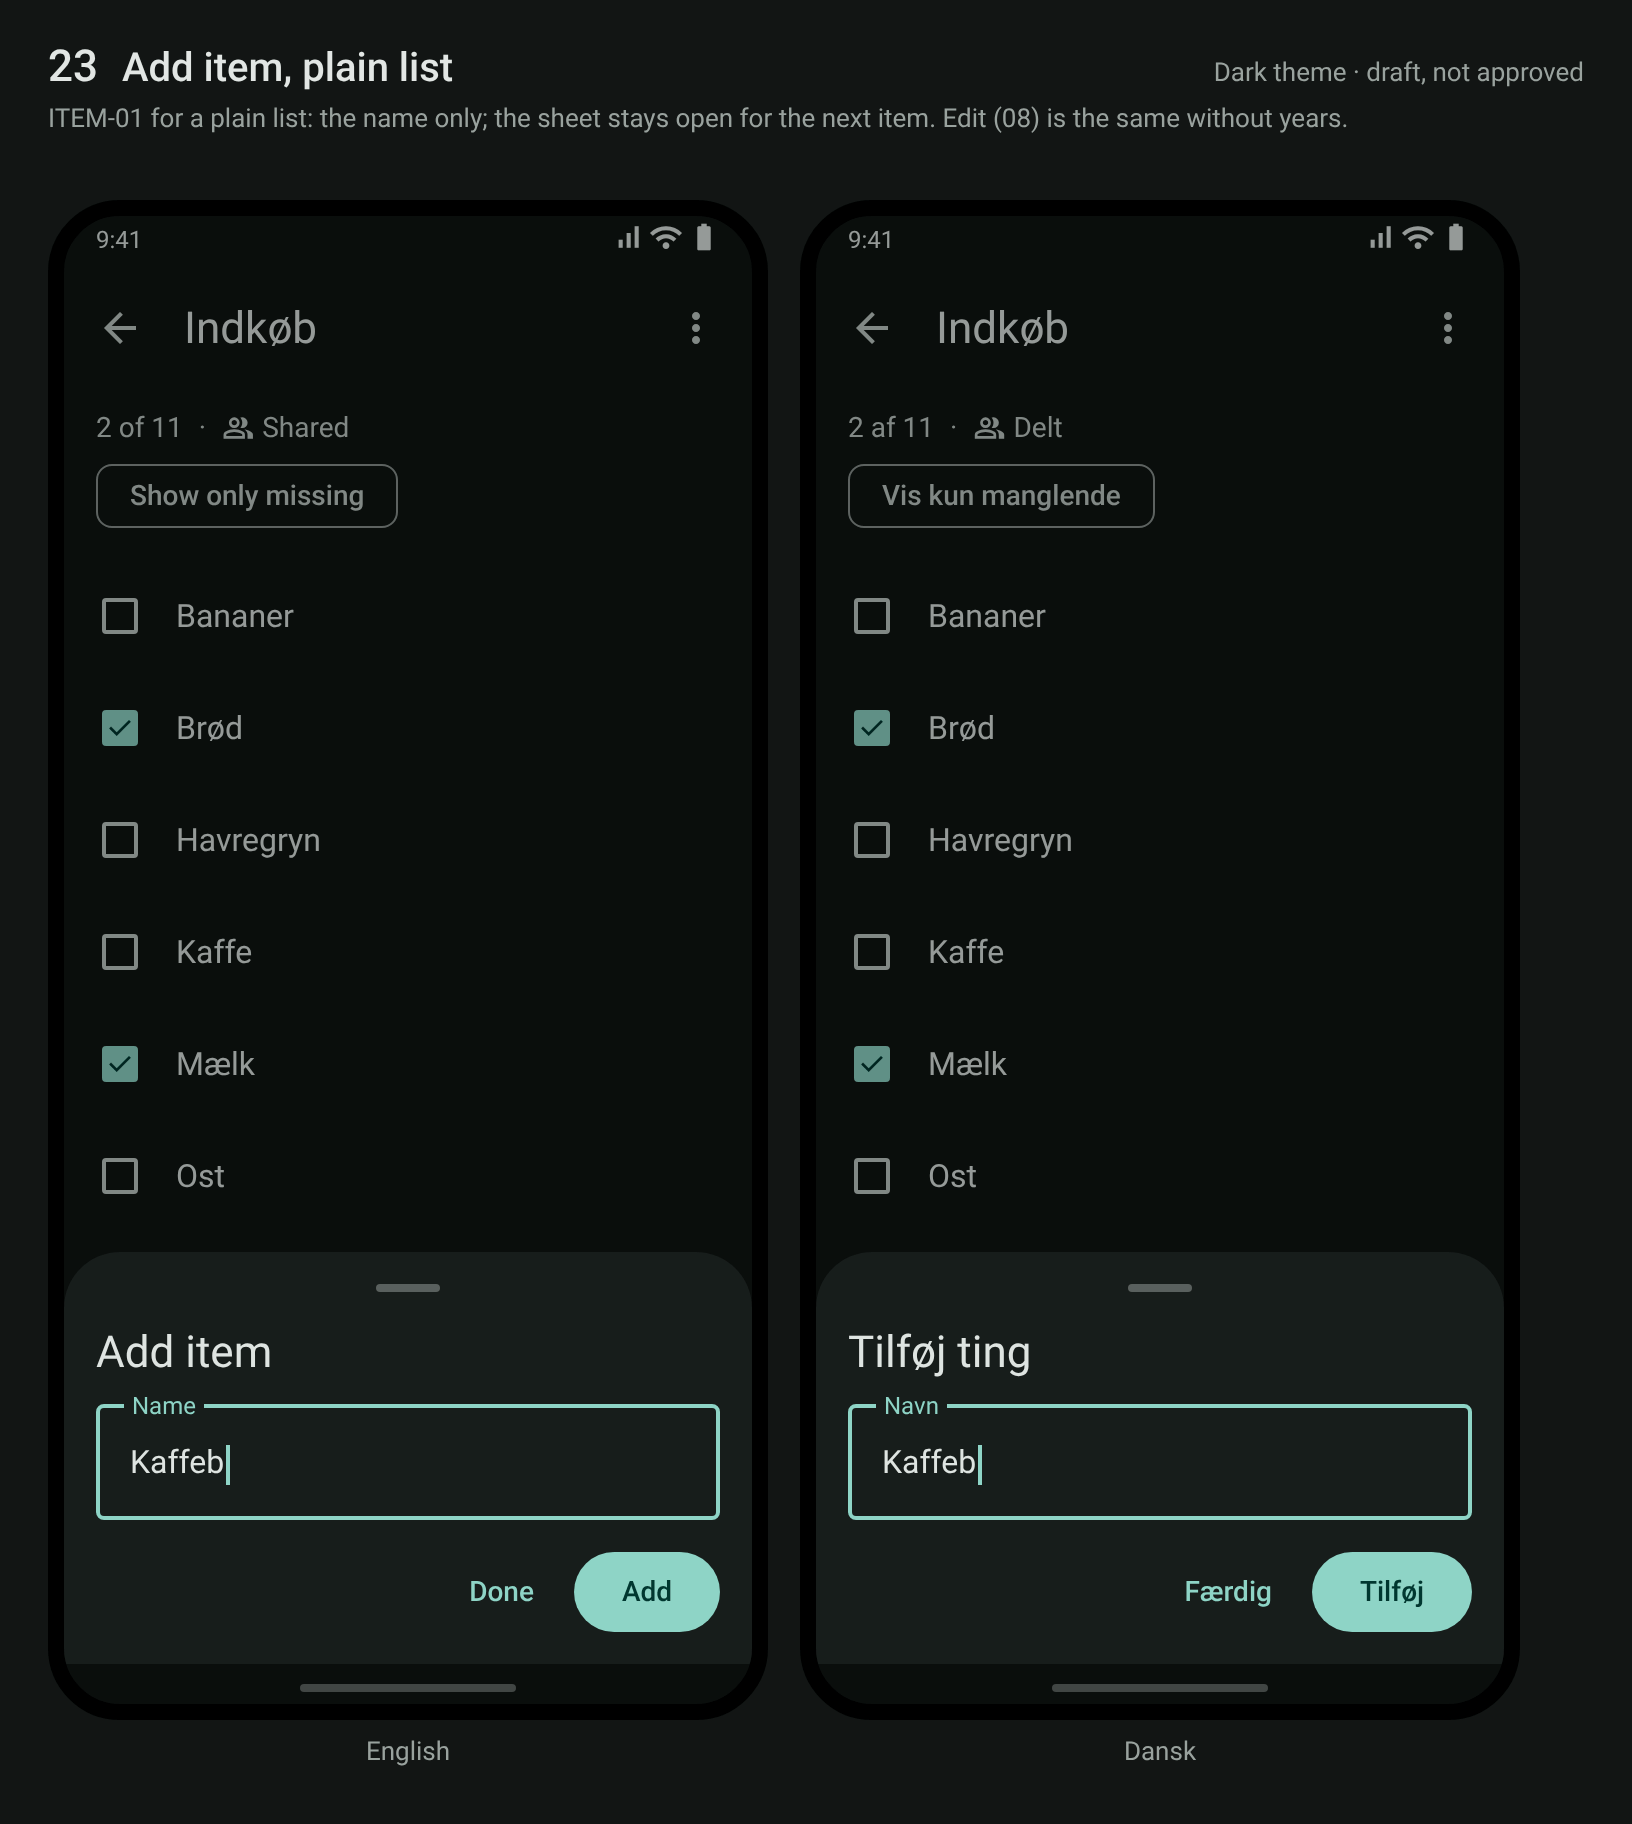 23 Add item, plain list
Dark theme · draft, not approved
ITEM-01 for a plain list: the name only; the sheet stays open for the next item. Edit (08) is the same without years.
9:41
Indkøb
2 of 11 · Shared
Show only missing
Bananer
Brød
Havregryn
Kaffe
Mælk
Ost
Add item
Name
Kaffeb
Done
Add
English
9:41
Indkøb
2 af 11 · Delt
Vis kun manglende
Bananer
Brød
Havregryn
Kaffe
Mælk
Ost
Tilføj ting
Navn
Kaffeb
Færdig
Tilføj
Dansk